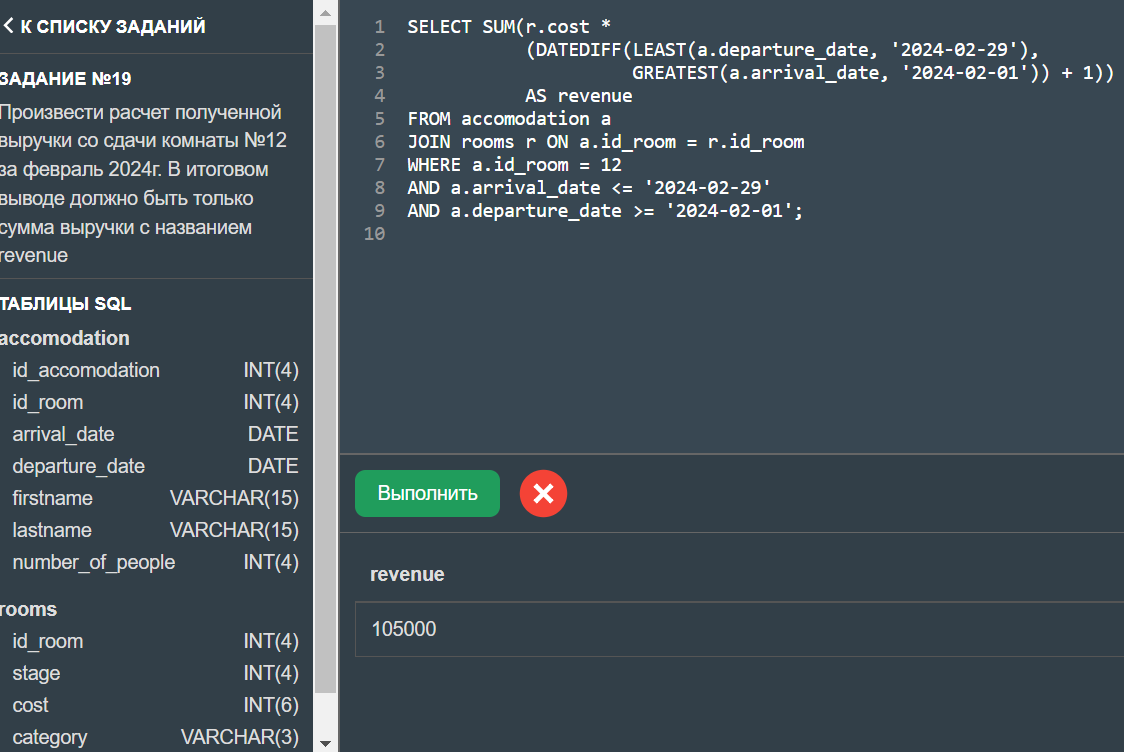 К СПИСКУ ЗАДАНИЙ
ЗАДАНИЕ №19
Произвести расчет полученной
выручки со сдачи комнаты №12
за февраль 2024г. В итоговом
выводе должно быть только
сумма выручки с названием
revenue
ТАБЛИЦЫ SQL
accomodation
id_accomodation INT(4)
id_room INT(4)
arrival_date DATE
departure_date DATE
firstname VARCHAR(15)
lastname VARCHAR(15)
number_of_people INT(4)
rooms
id_room INT(4)
stage INT(4)
cost INT(6)
category VARCHAR(3)
1 SELECT SUM(r.cost *
2 (DATEDIFF(LEAST(a.departure_date, '2024-02-29'),
3 GREATEST(a.arrival_date, '2024-02-01')) + 1))
4 AS revenue
5 FROM accomodation a
6 JOIN rooms r ON a.id_room = r.id_room
7 WHERE a.id_room = 12
8 AND a.arrival_date <= '2024-02-29'
9 AND a.departure_date >= '2024-02-01';
10
Выполнить
revenue
105000